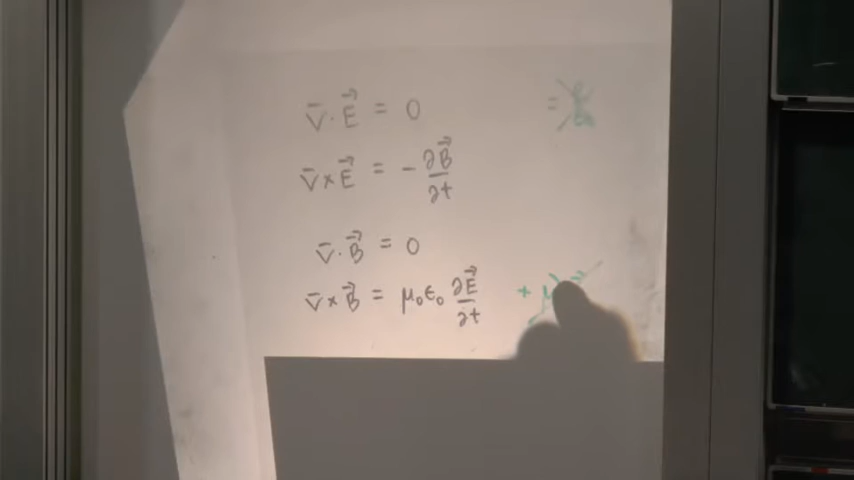 ∇̄ · E⃗ = 0 =
∇̄ × E⃗ = - ∂B⃗/∂t
∇̄ · B⃗ = 0
∇̄ × B⃗ = μ₀ε₀ ∂E⃗/∂t + μ